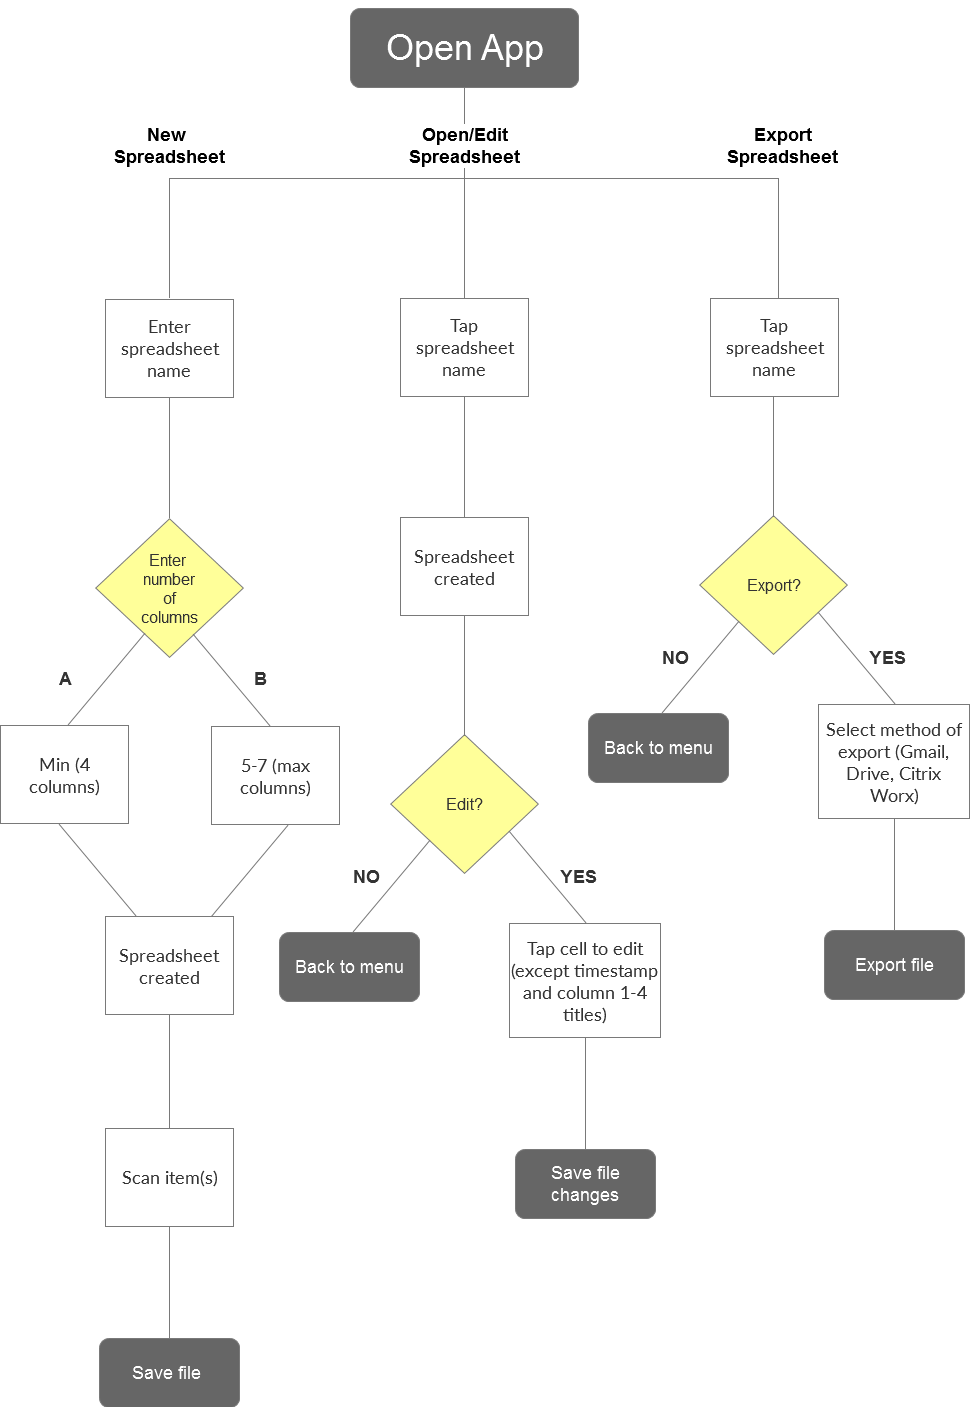 Open App
New
Spreadsheet
Open/Edit
Spreadsheet
Export
Spreadsheet
Enter
spreadsheet
name
Tap
spreadsheet
name
Tap
spreadsheet
name
Enter
number
of
columns
Spreadsheet
created
Export?
A
B
NO
YES
Min (4
columns)
5-7 (max
columns)
Back to menu
Select method of
export (Gmail,
Drive, Citrix
Worx)
Edit?
NO
YES
Spreadsheet
created
Back to menu
Tap cell to edit
(except timestamp
and column 1-4
titles)
Export file
Scan item(s)
Save file
changes
Save file